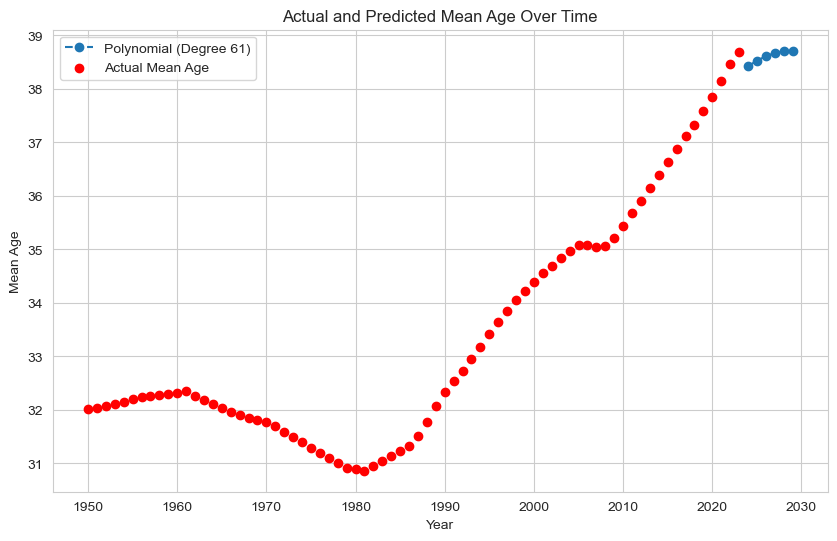 Actual and Predicted Mean Age Over Time
Polynomial (Degree 61)
Actual Mean Age
39
38
37
36
35
34
33
32
31
Mean Age
1950 1960 1970 1980 1990 2000 2010 2020 2030
Year